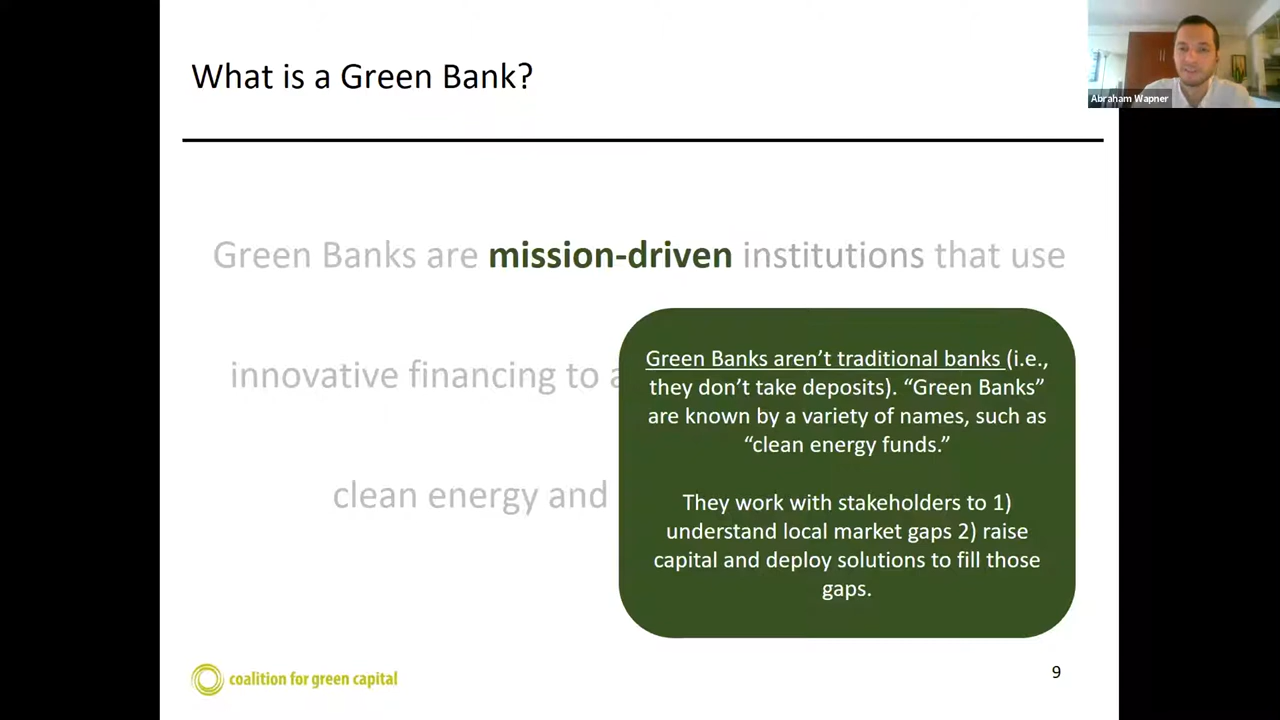 What is a Green Bank?
Abraham Wapner
Green Banks are mission-driven institutions that use
innovative financing to a
clean energy and
Green Banks aren’t traditional banks (i.e.,
they don’t take deposits). “Green Banks”
are known by a variety of names, such as
“clean energy funds.”
They work with stakeholders to 1)
understand local market gaps 2) raise
capital and deploy solutions to fill those
gaps.
coalition for green capital
9